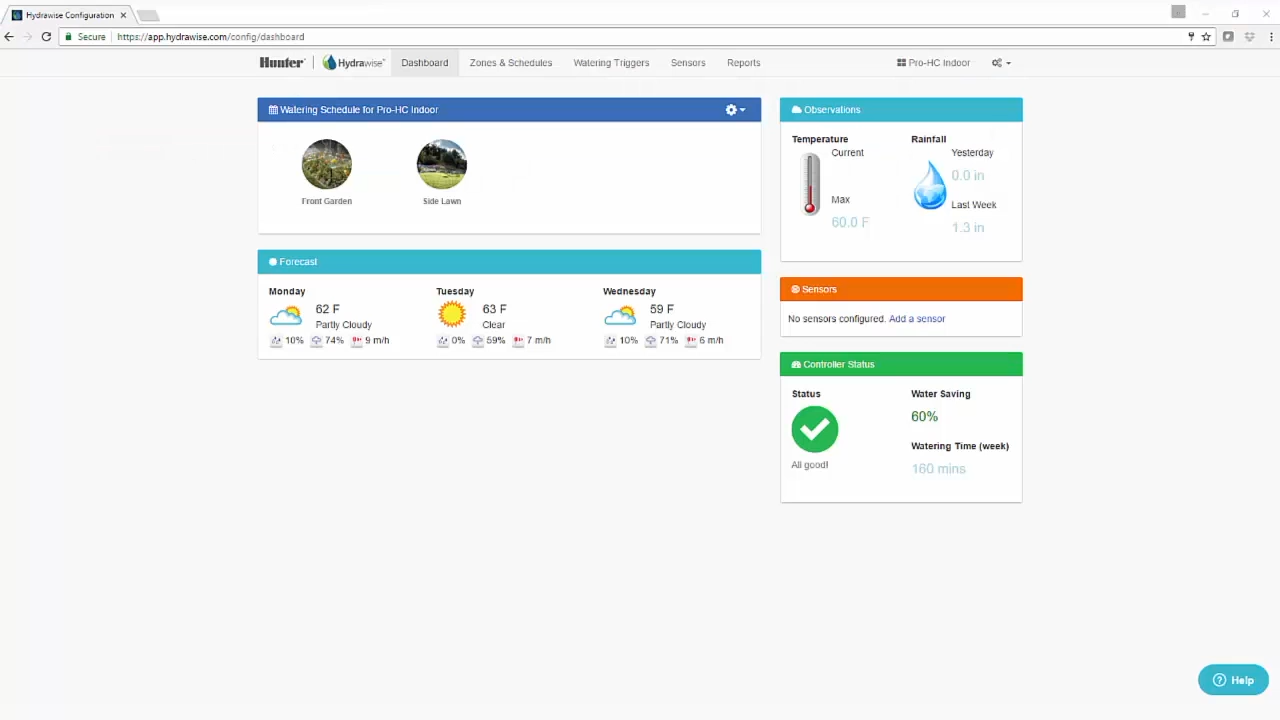 Hydrawise Configuration
Secure https://app.hydrawise.com/config/dashboard
Hunter Hydrawise Dashboard Zones & Schedules Watering Triggers Sensors Reports Pro-HC Indoor
Watering Schedule for Pro-HC Indoor
Front Garden Side Lawn
Forecast
Monday Tuesday Wednesday
62 F 63 F 59 F
Partly Cloudy Clear Partly Cloudy
10% 74% 9 m/h 0% 59% 7 m/h 10% 71% 6 m/h
Observations
Temperature Rainfall
Current Yesterday
0.0 in
Max Last Week
60.0 F 1.3 in
Sensors
No sensors configured. Add a sensor
Controller Status
Status Water Saving
60%
Watering Time (week)
All good! 160 mins
Help